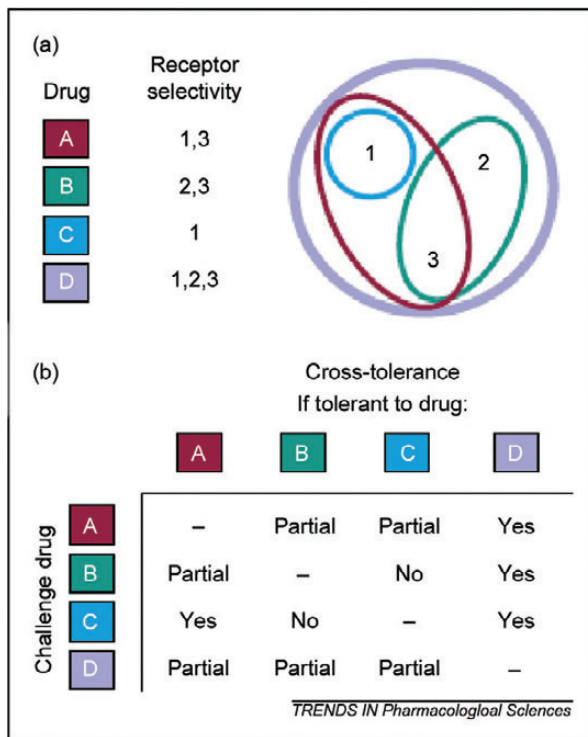 (a)
Drug Receptor selectivity
A 1,3
B 2,3
C 1
D 1,2,3
1
2
3
(b)
Cross-tolerance
If tolerant to drug:
A B C D
Challenge drug
A – Partial Partial Yes
B Partial – No Yes
C Yes No – Yes
D Partial Partial Partial –
TRENDS IN Pharmacologloal Sciences